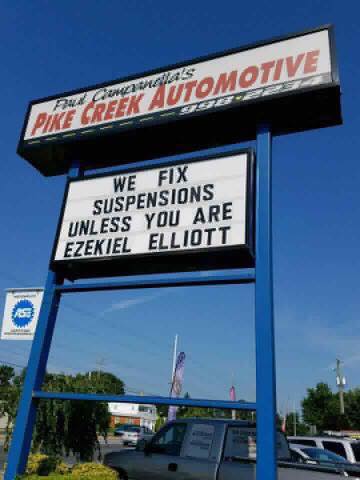 Paul Campanella's
PIKE CREEK AUTOMOTIVE
998-2234
WE FIX
SUSPENSIONS
UNLESS YOU ARE
EZEKIEL ELLIOTT
ASE